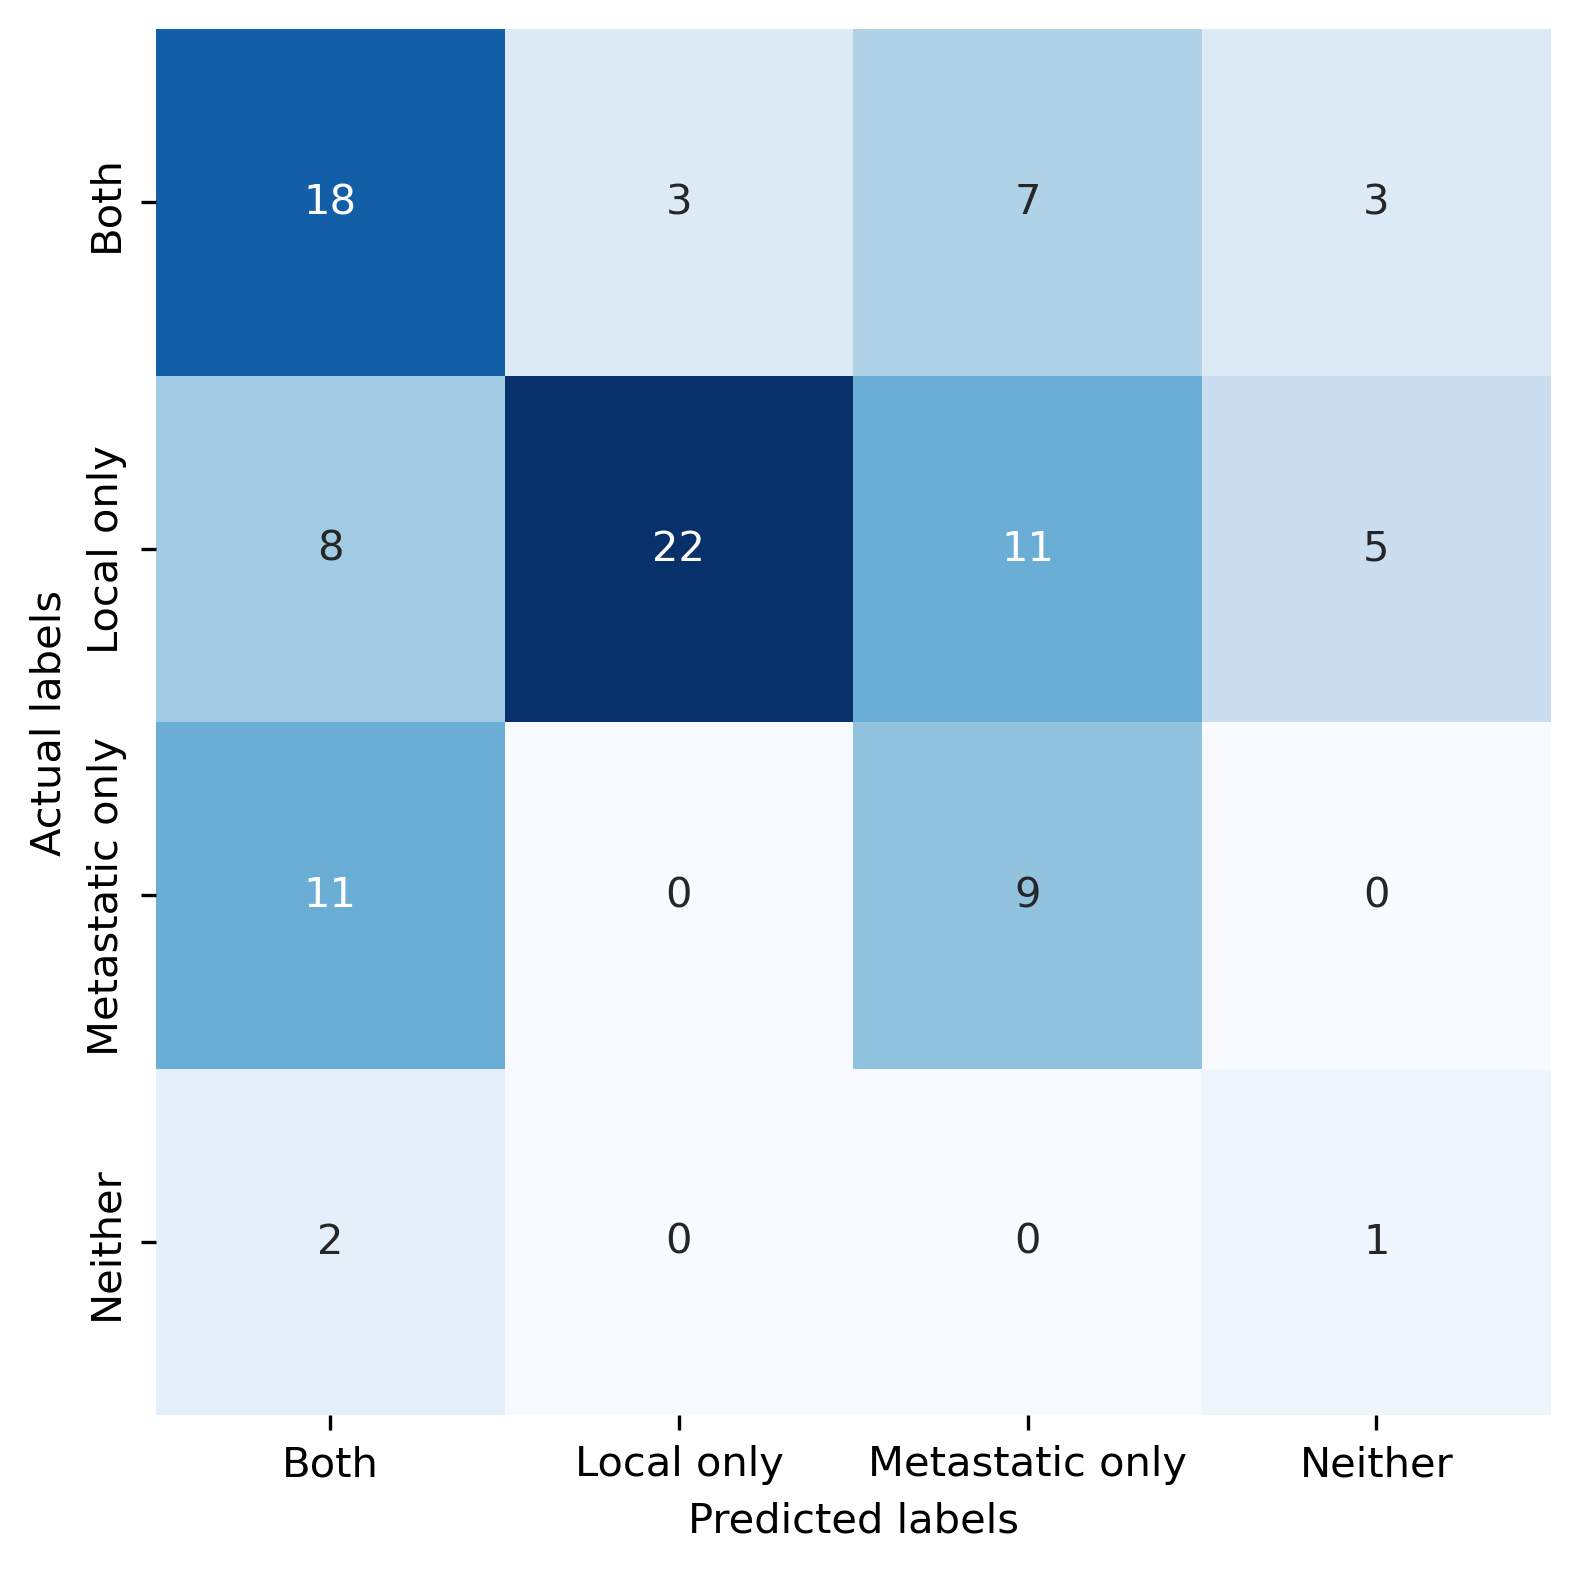 Actual labels
Both
18 3 7 3
Local only
8 22 11 5
Metastatic only
11 0 9 0
Neither
2 0 0 1
Both Local only Metastatic only Neither
Predicted labels